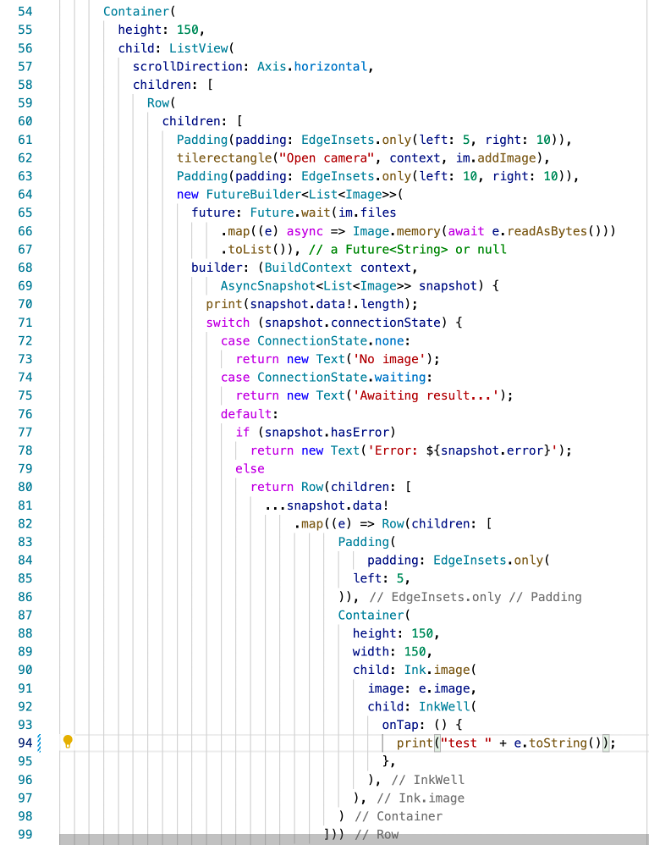 54 Container(
55 height: 150,
56 child: ListView(
57 scrollDirection: Axis.horizontal,
58 children: [
59 Row(
60 children: [
61 Padding(padding: EdgeInsets.only(left: 5, right: 10)),
62 tilerectangle("Open camera", context, im.addImage),
63 Padding(padding: EdgeInsets.only(left: 10, right: 10)),
64 new FutureBuilder<List<Image>>(
65 future: Future.wait(im.files
66 .map((e) async => Image.memory(await e.readAsBytes()))
67 .toList()), // a Future<String> or null
68 builder: (BuildContext context,
69 AsyncSnapshot<List<Image>> snapshot) {
70 print(snapshot.data!.length);
71 switch (snapshot.connectionState) {
72 case ConnectionState.none:
73 return new Text('No image');
74 case ConnectionState.waiting:
75 return new Text('Awaiting result...');
76 default:
77 if (snapshot.hasError)
78 return new Text('Error: ${snapshot.error}');
79 else
80 return Row(children: [
81 ...snapshot.data!
82 .map((e) => Row(children: [
83 Padding(
84 padding: EdgeInsets.only(
85 left: 5,
86 )), // EdgeInsets.only // Padding
87 Container(
88 height: 150,
89 width: 150,
90 child: Ink.image(
91 image: e.image,
92 child: InkWell(
93 onTap: () {
94 print("test " + e.toString());
95 },
96 ), // InkWell
97 ), // Ink.image
98 ) // Container
99 ])) // Row